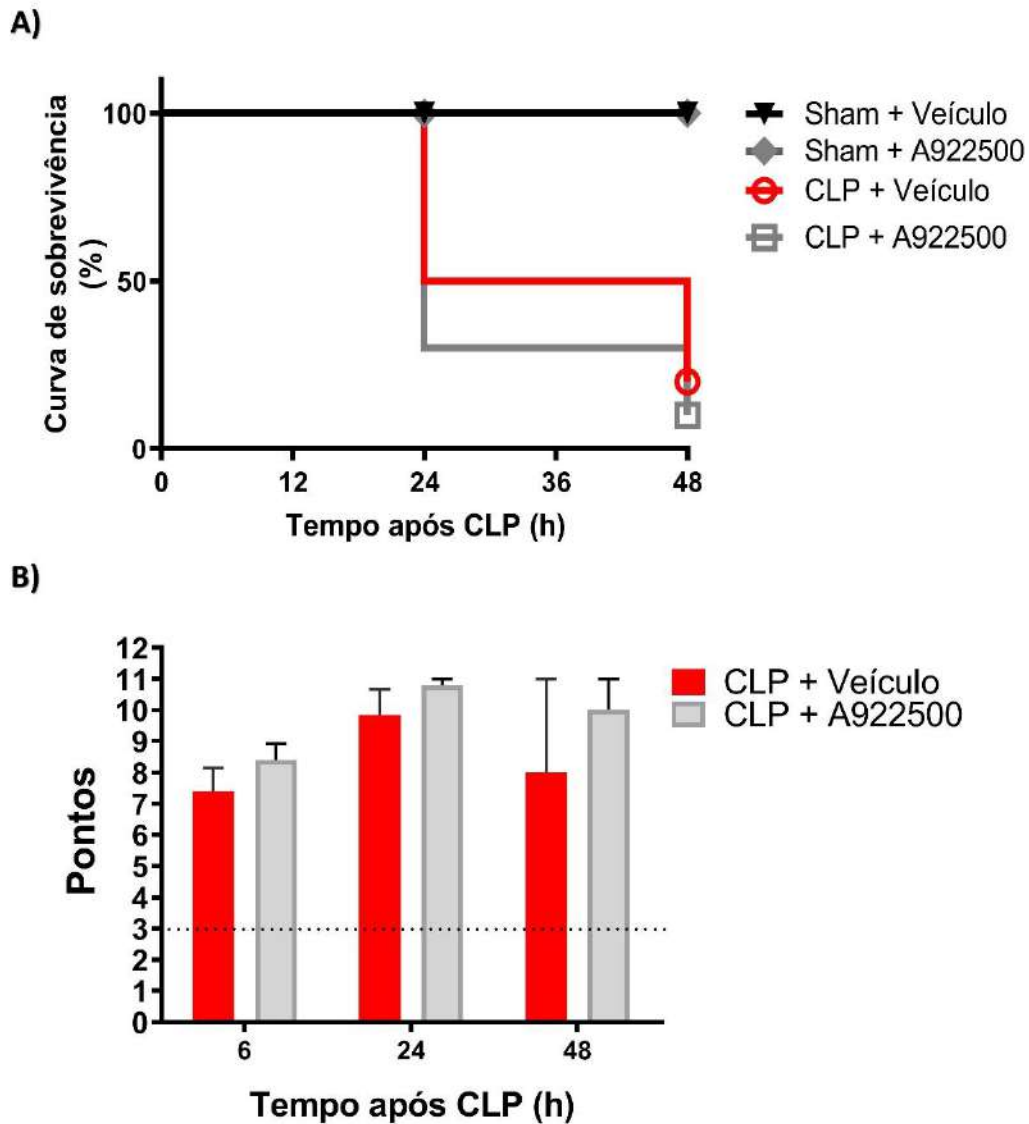 A)
Curva de sobrevivência
(%)
100
50
0
0 12 24 36 48
Tempo após CLP (h)
Sham + Veículo
Sham + A922500
CLP + Veículo
CLP + A922500
B)
Pontos
12
11
10
9
8
7
6
5
4
3
2
1
0
6 24 48
Tempo após CLP (h)
CLP + Veículo
CLP + A922500